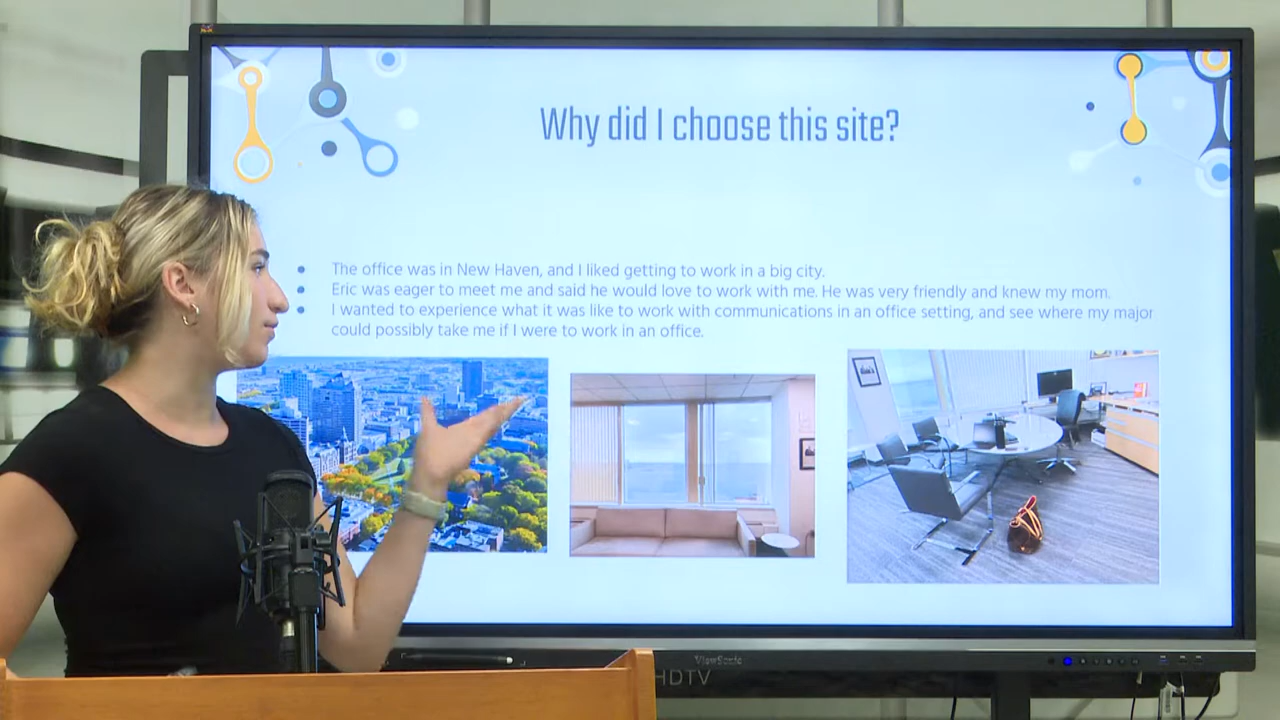 Why did I choose this site?
The office was in New Haven, and I liked getting to work in a big city.
Eric was eager to meet me and said he would love to work with me. He was very friendly and knew my mom.
I wanted to experience what it was like to work with communications in an office setting, and see where my major
could possibly take me if I were to work in an office.
ViewSonic
HDTV